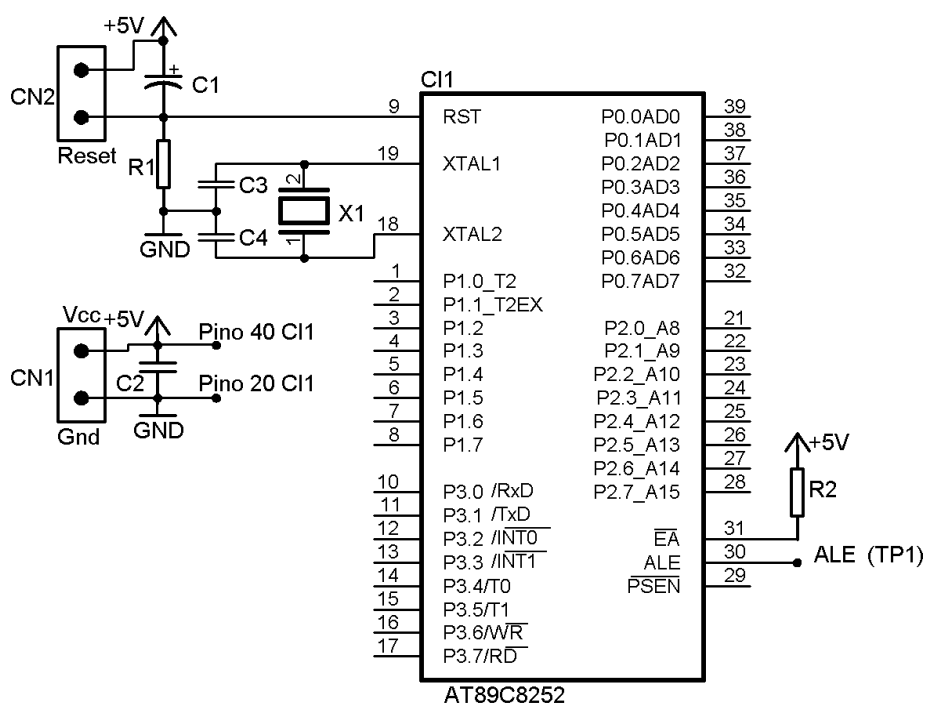 +5V
CN2
+
C1
Reset
R1
GND
C3
C4
2
1
X1
Vcc +5V
Pino 40 CI1
CN1
C2
Pino 20 CI1
Gnd
GND
CI1
9 RST
19 XTAL1
18 XTAL2
1 P1.0_T2
2 P1.1_T2EX
3 P1.2
4 P1.3
5 P1.4
6 P1.5
7 P1.6
8 P1.7
10 P3.0 /RxD
11 P3.1 /TxD
12 P3.2 /INT0
13 P3.3 /INT1
14 P3.4/T0
15 P3.5/T1
16 P3.6/WR
17 P3.7/RD
P0.0AD0 39
P0.1AD1 38
P0.2AD2 37
P0.3AD3 36
P0.4AD4 35
P0.5AD5 34
P0.6AD6 33
P0.7AD7 32
P2.0_A8 21
P2.1_A9 22
P2.2_A10 23
P2.3_A11 24
P2.4_A12 25
P2.5_A13 26
P2.6_A14 27
P2.7_A15 28
EA 31
ALE 30
PSEN 29
+5V
R2
ALE (TP1)
AT89C8252